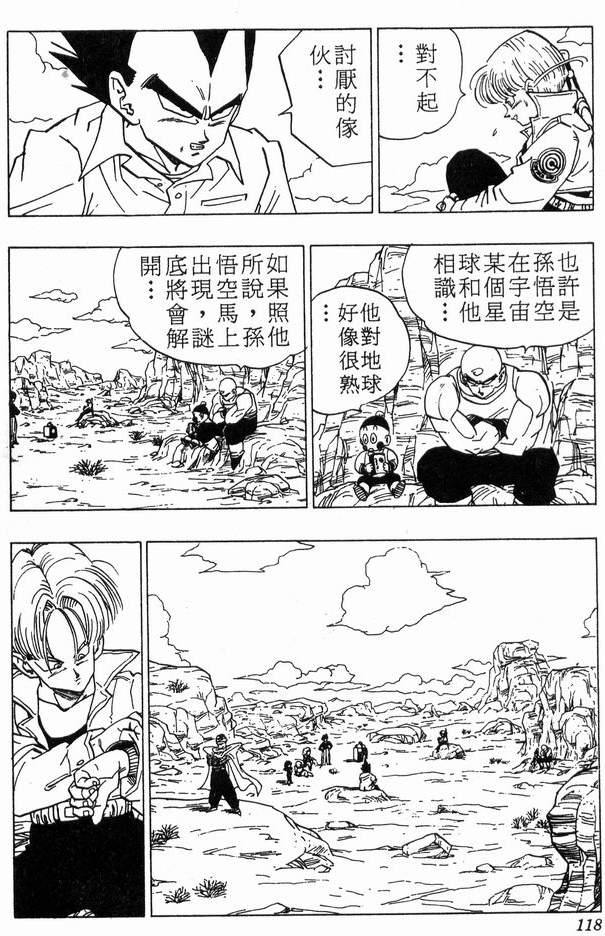 對不起
…
討厭的傢
伙…
也許是
孫悟空
在宇宙
某個星
球和他
相識…
他對地球
好像很熟
…
如果照他
所說，孫
悟空馬上
出現，謎
底將會解
開…
118